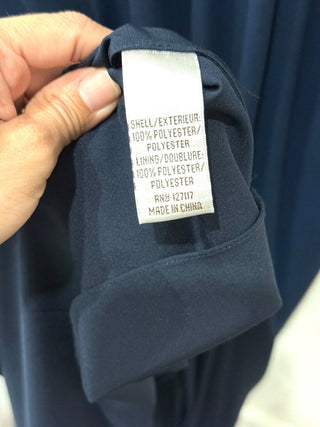 SHELL/EXTERIEUR:
100% POLYESTER/
POLYESTER
LINING/DOUBLURE:
100% POLYESTER/
POLYESTER
RN# 127117
MADE IN CHINA